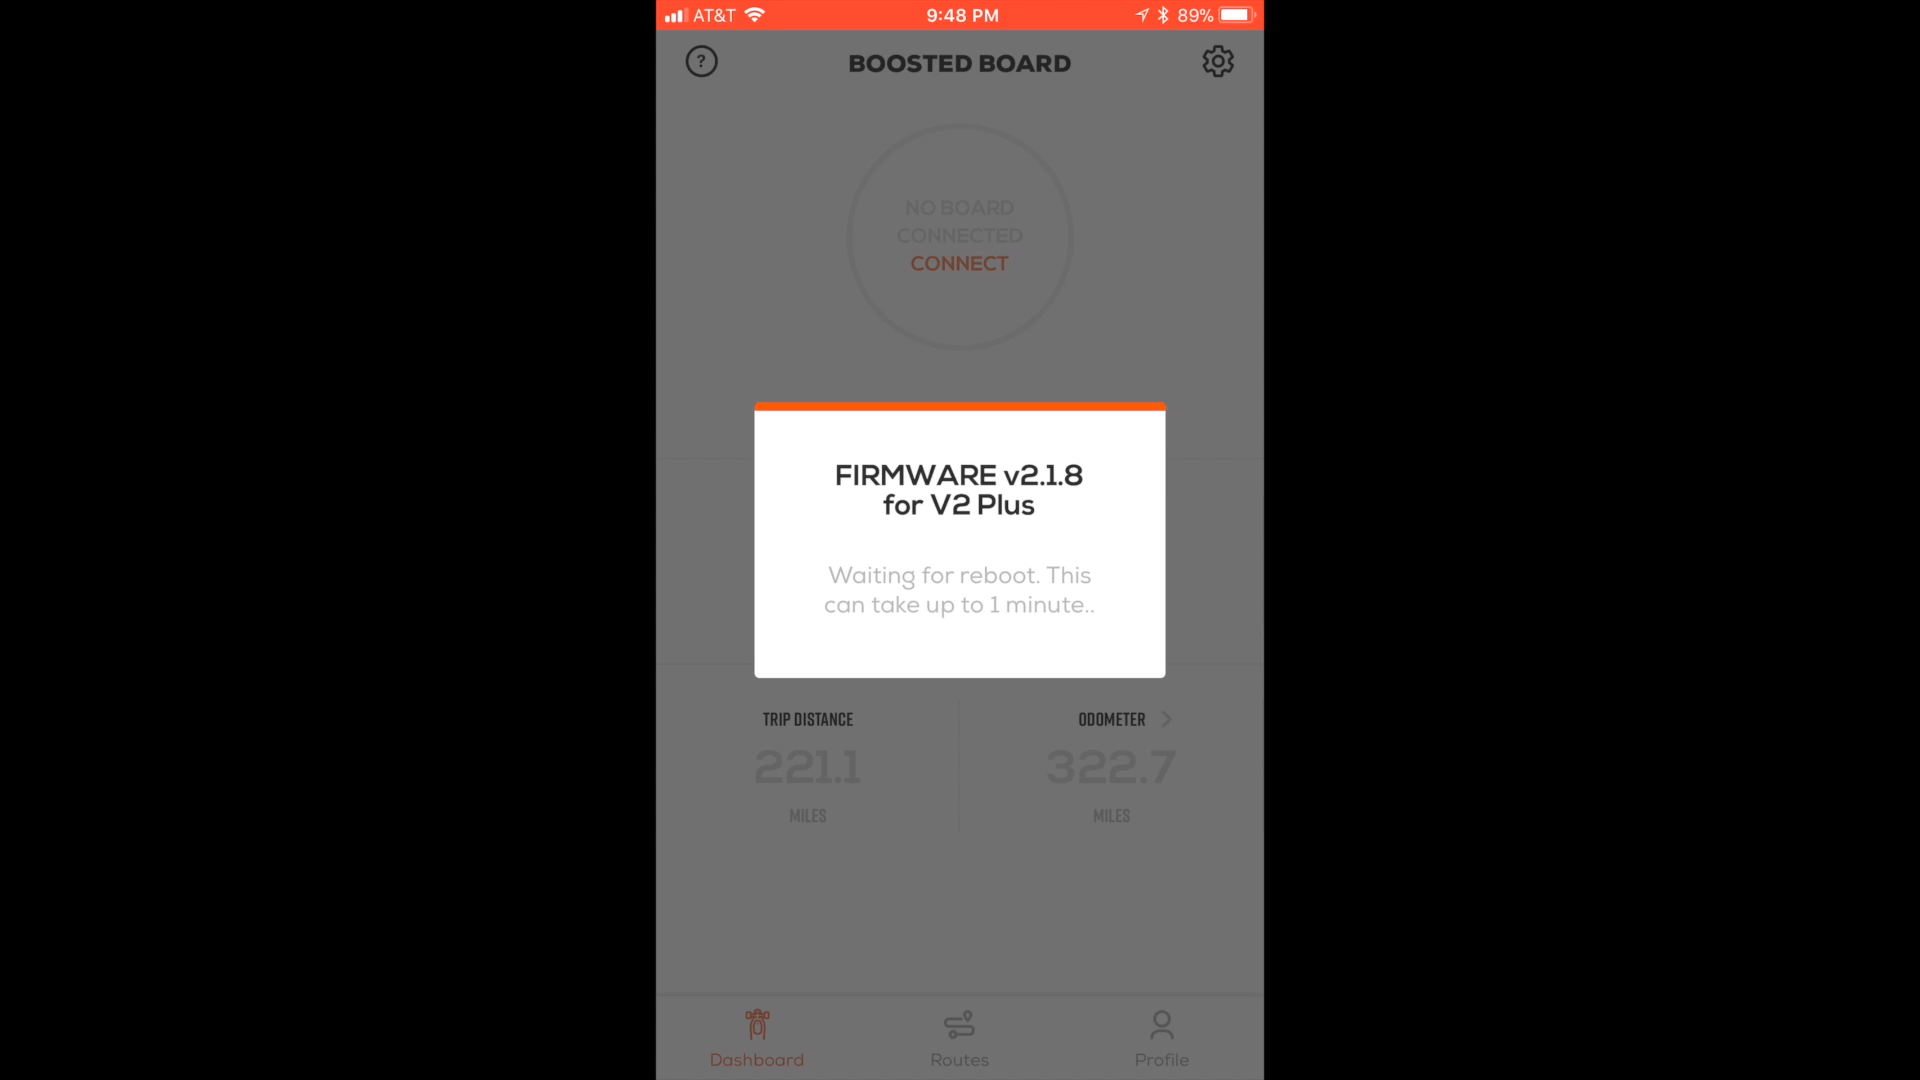 AT&T 9:48 PM 89%
? BOOSTED BOARD
NO BOARD
CONNECTED
CONNECT
FIRMWARE v2.1.8
for V2 Plus
Waiting for reboot. This
can take up to 1 minute..
TRIP DISTANCE
221.1
MILES
ODOMETER
322.7
MILES
Dashboard
Routes
Profile